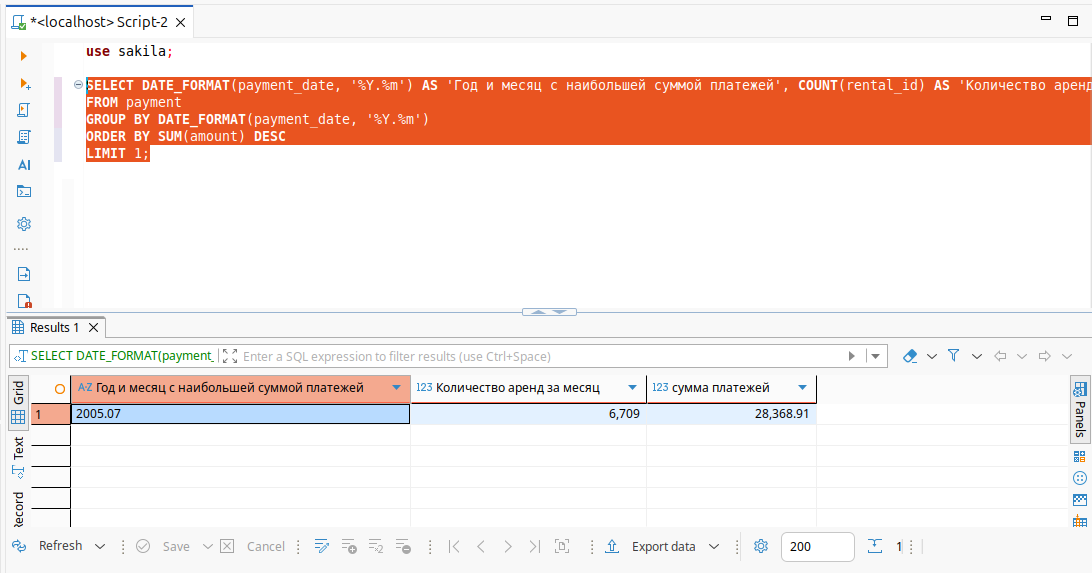 *<localhost> Script-2
use sakila;
SELECT DATE_FORMAT(payment_date, '%Y.%m') AS 'Год и месяц с наибольшей суммой платежей', COUNT(rental_id) AS 'Количество аренд
FROM payment
GROUP BY DATE_FORMAT(payment_date, '%Y.%m')
ORDER BY SUM(amount) DESC
LIMIT 1;
AI
Results 1
SELECT DATE_FORMAT(payment_ Enter a SQL expression to filter results (use Ctrl+Space)
Grid
A-Z Год и месяц с наибольшей суммой платежей 123 Количество аренд за месяц 123 сумма платежей
1 2005.07 6,709 28,368.91
Text
Record
Panels
Refresh Save Cancel Export data 200 1